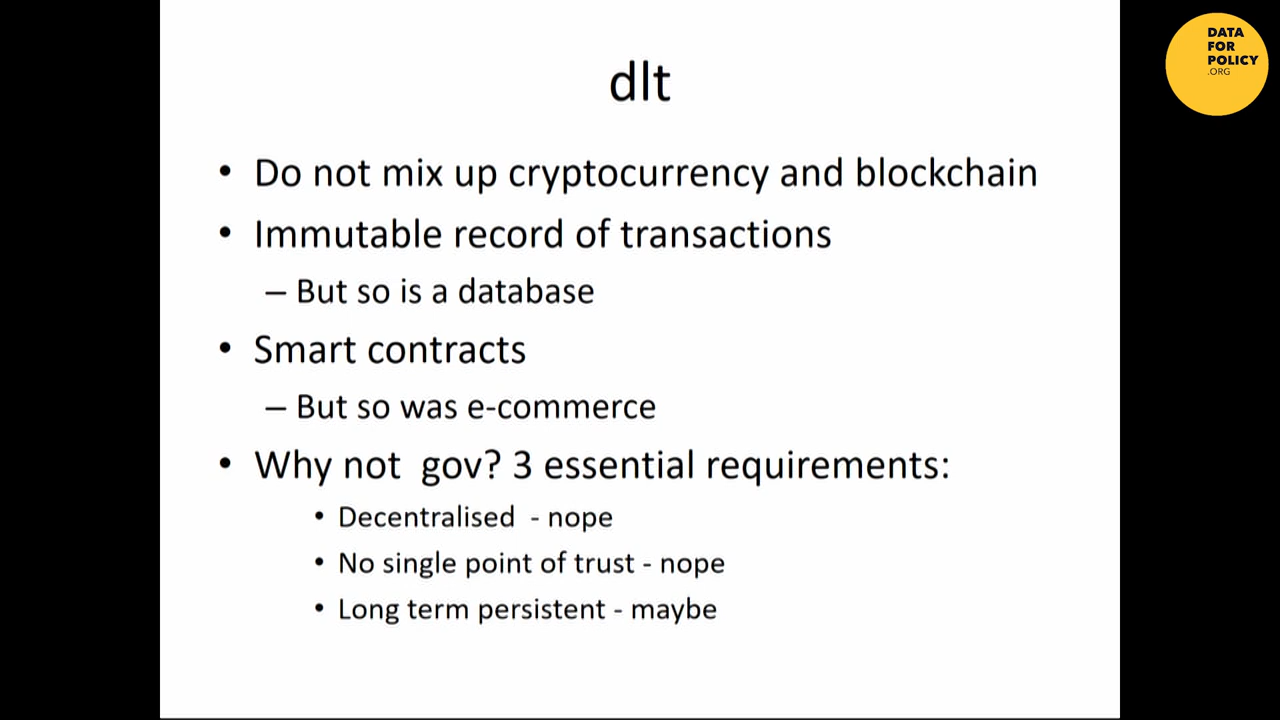 dlt
• Do not mix up cryptocurrency and blockchain
• Immutable record of transactions
– But so is a database
• Smart contracts
– But so was e-commerce
• Why not  gov? 3 essential requirements:
• Decentralised  - nope
• No single point of trust - nope
• Long term persistent - maybe
DATA
FOR
POLICY
.ORG